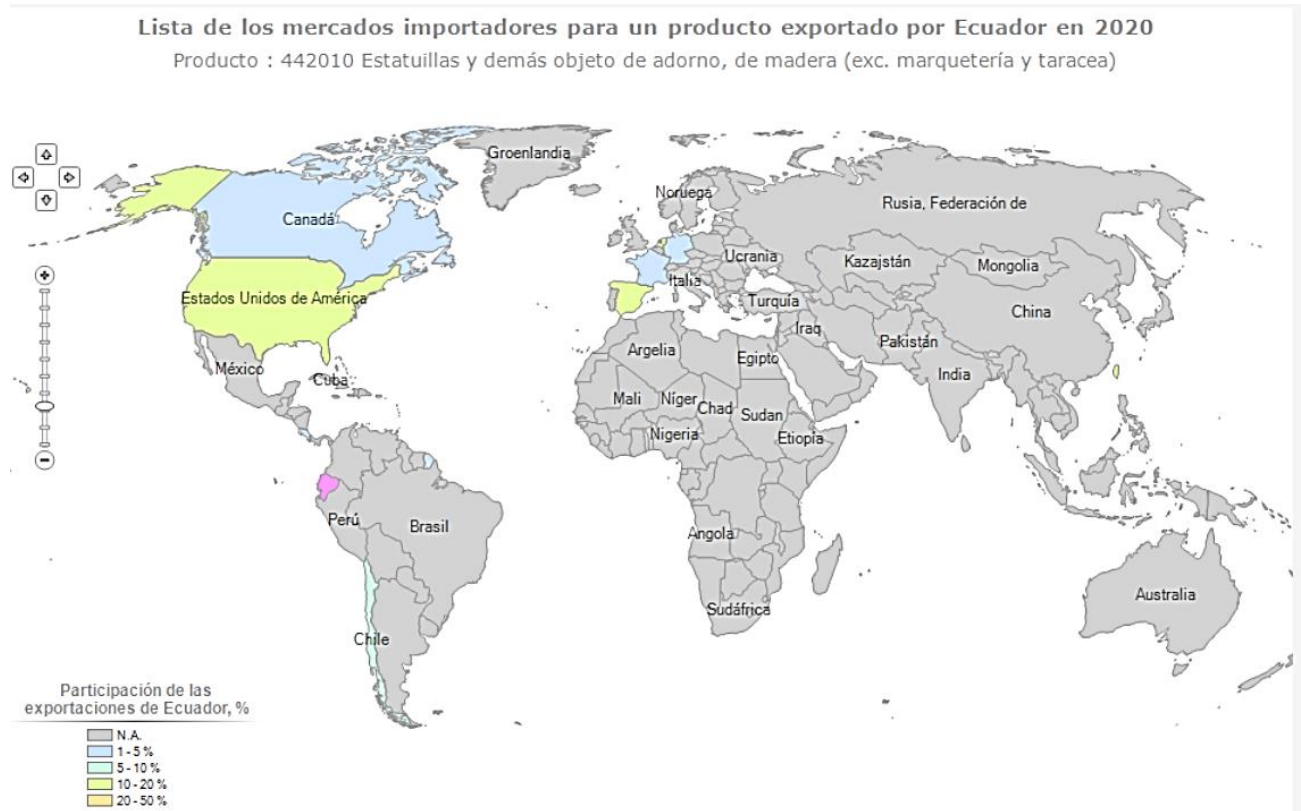 Lista de los mercados importadores para un producto exportado por Ecuador en 2020
Producto : 442010 Estatuillas y demás objeto de adorno, de madera (exc. marquetería y taracea)
Groenlandia
Noruega
Rusia, Federación de
Canadá
Ucrania
Kazajstán
Mongolia
Italia
Estados Unidos de América
Turquía
China
Iraq
Pakistán
Argelia
Egipto
México
India
Cuba
Mali
Níger
Chad
Sudan
Nigeria
Etiopía
Perú
Brasil
Angola
Australia
Sudáfrica
Chile
Participación de las
exportaciones de Ecuador, %
N.A.
1 - 5 %
5 - 10 %
10 - 20 %
20 - 50 %